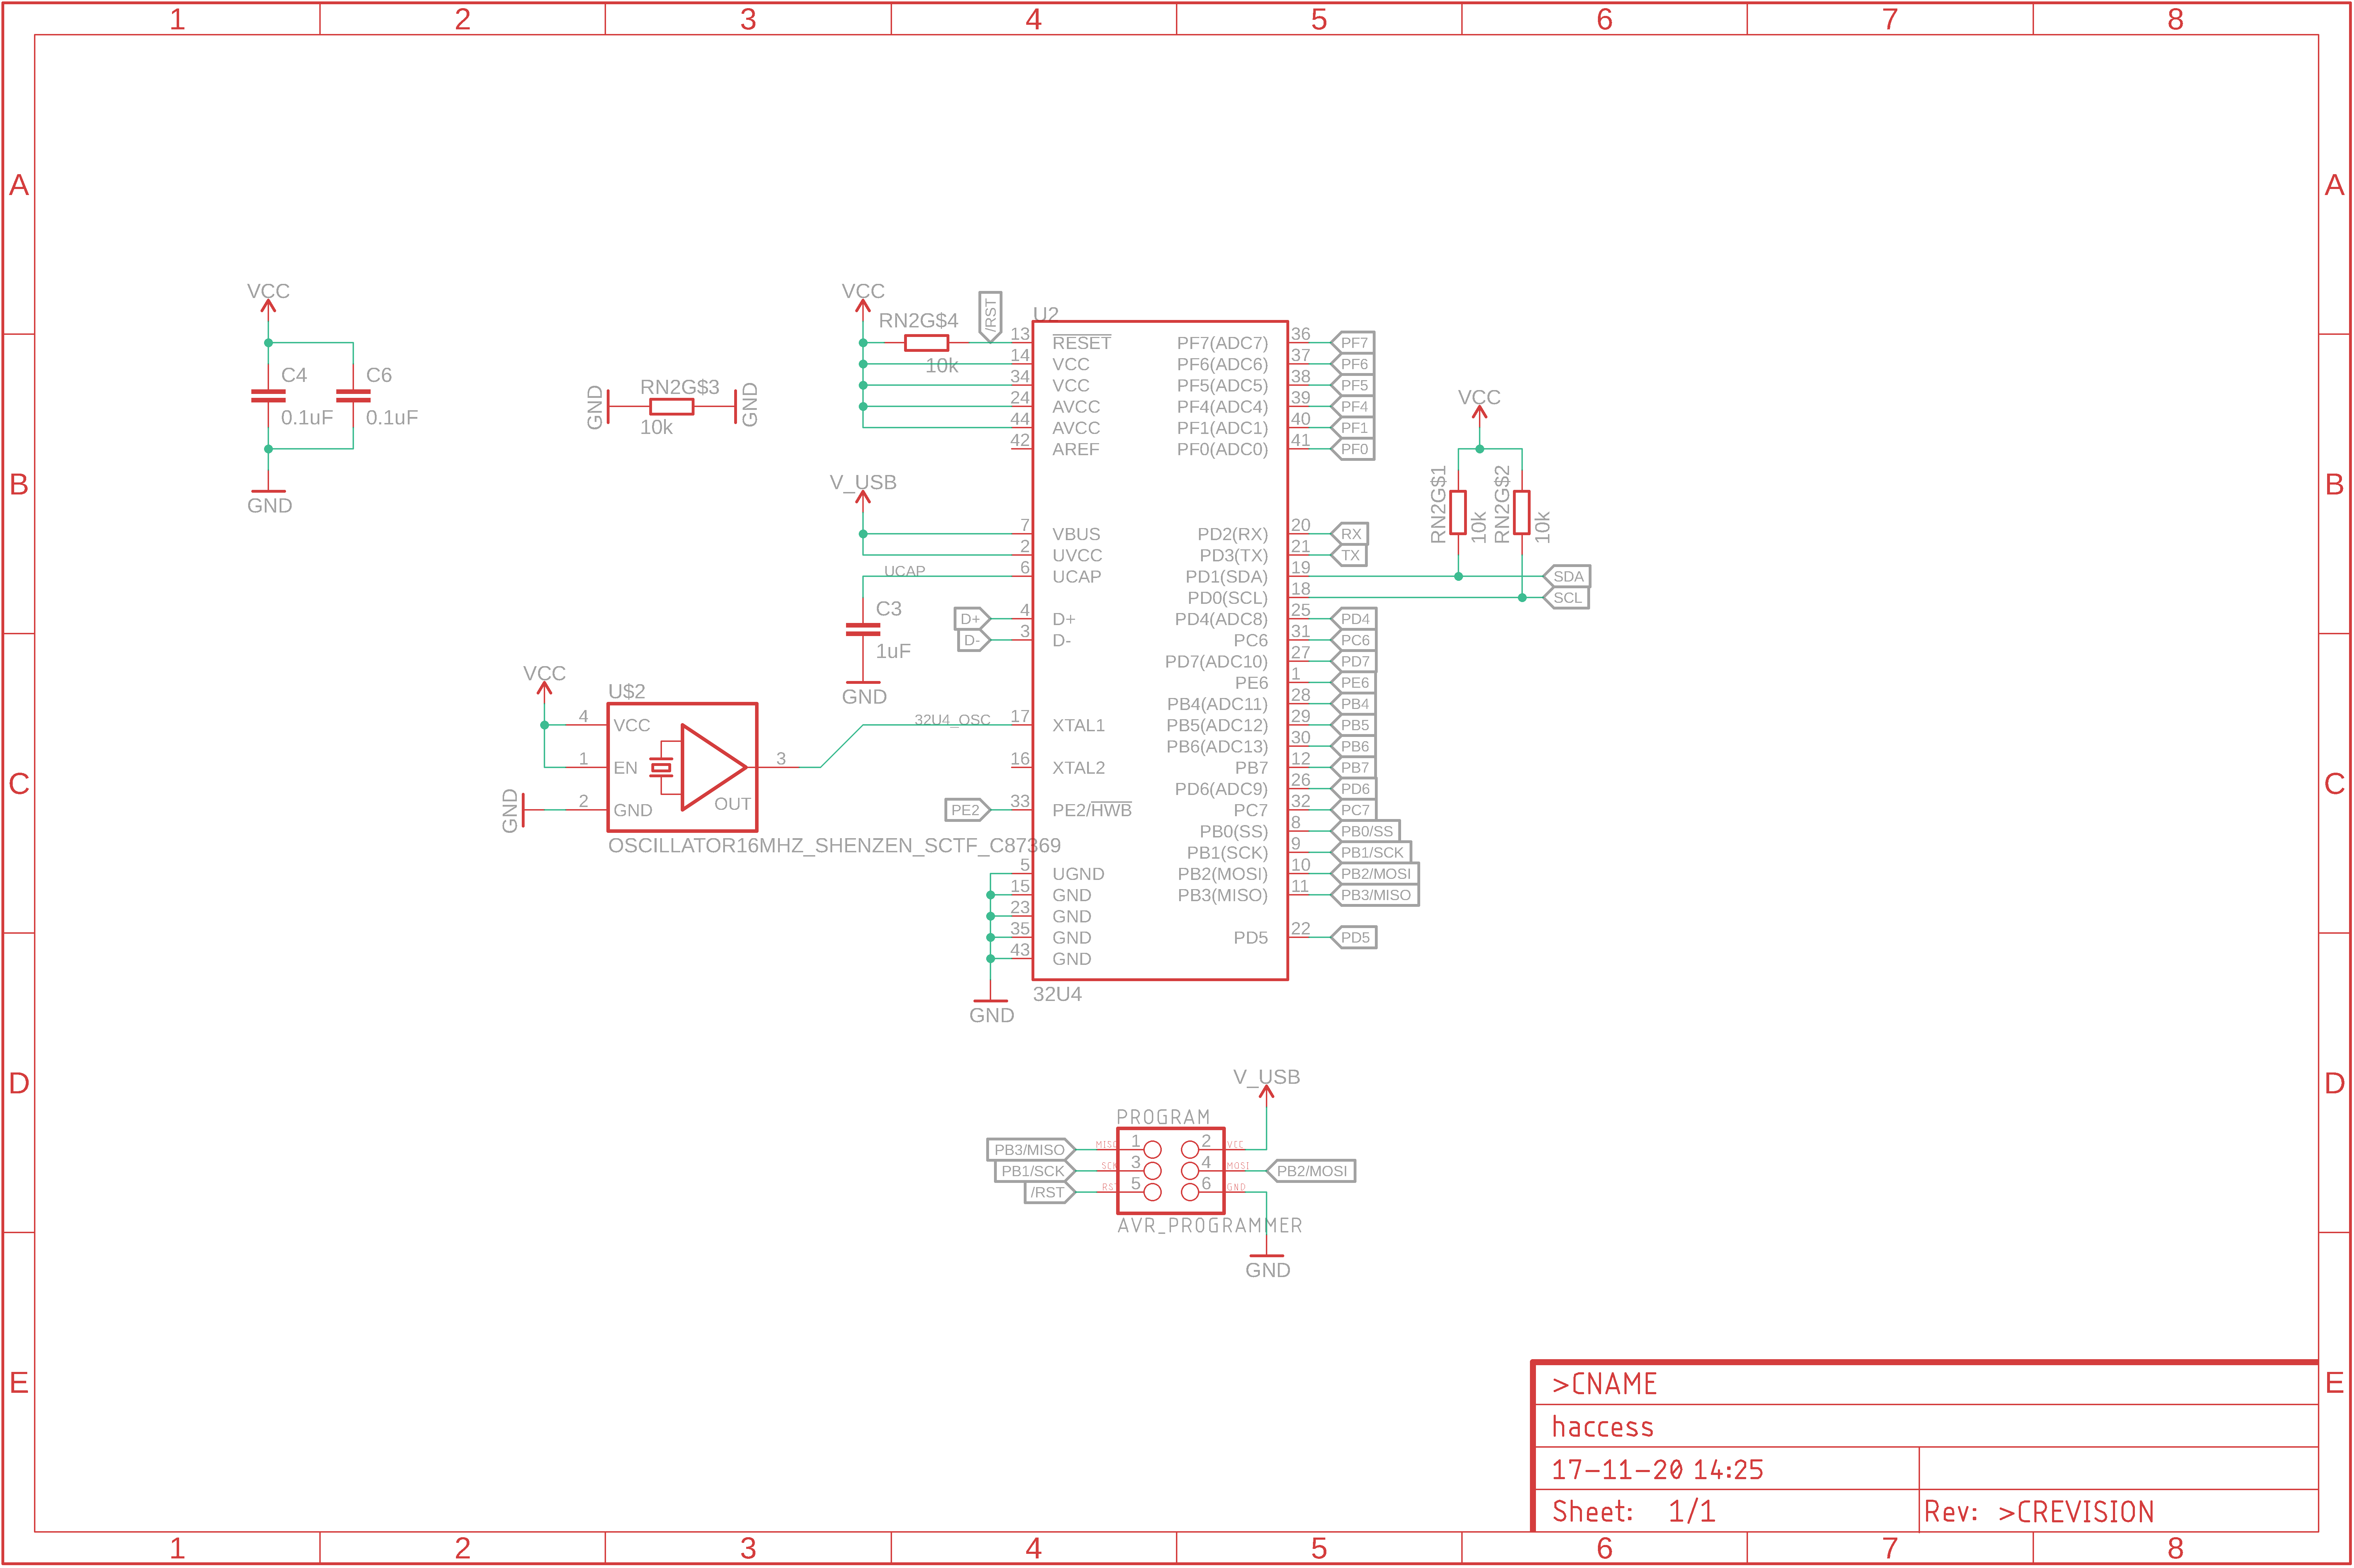 1 2 3 4 5 6 7 8
A A
VCC
C4 C6
0.1uF 0.1uF
GND
RN2G$3
GND GND
10k
VCC
RN2G$4
10k
/RST
U2
13 RESET PF7(ADC7) 36 PF7
14 VCC PF6(ADC6) 37 PF6
34 VCC PF5(ADC5) 38 PF5
24 AVCC PF4(ADC4) 39 PF4
44 AVCC PF1(ADC1) 40 PF1
42 AREF PF0(ADC0) 41 PF0
B B
V_USB
7 VBUS PD2(RX) 20 RX
2 UVCC PD3(TX) 21 TX
UCAP 6 UCAP PD1(SDA) 19 SDA
PD0(SCL) 18 SCL
VCC
RN2G$1 10k RN2G$2 10k
C3
1uF
GND
D+ 4 D+ PD4(ADC8) 25 PD4
D- 3 D- PC6 31 PC6
PD7(ADC10) 27 PD7
PE6 1 PE6
PB4(ADC11) 28 PB4
32U4_OSC 17 XTAL1 PB5(ADC12) 29 PB5
PB6(ADC13) 30 PB6
16 XTAL2 PB7 12 PB7
PD6(ADC9) 26 PD6
PE2 33 PE2/HWB PC7 32 PC7
PB0(SS) 8 PB0/SS
PB1(SCK) 9 PB1/SCK
5 UGND PB2(MOSI) 10 PB2/MOSI
15 GND PB3(MISO) 11 PB3/MISO
23 GND
35 GND PD5 22 PD5
43 GND
32U4
GND
C C
VCC
U$2
4 VCC
1 EN 3
2 GND OUT
GND
OSCILLATOR16MHZ_SHENZEN_SCTF_C87369
D D
V_USB
PROGRAM
PB3/MISO MISO 1 2 VCC
PB1/SCK SCK 3 4 MOSI PB2/MOSI
/RST RST 5 6 GND
AVR_PROGRAMMER
GND
E E
>CNAME
haccess
17-11-20 14:25
Sheet: 1/1 Rev: >CREVISION
1 2 3 4 5 6 7 8